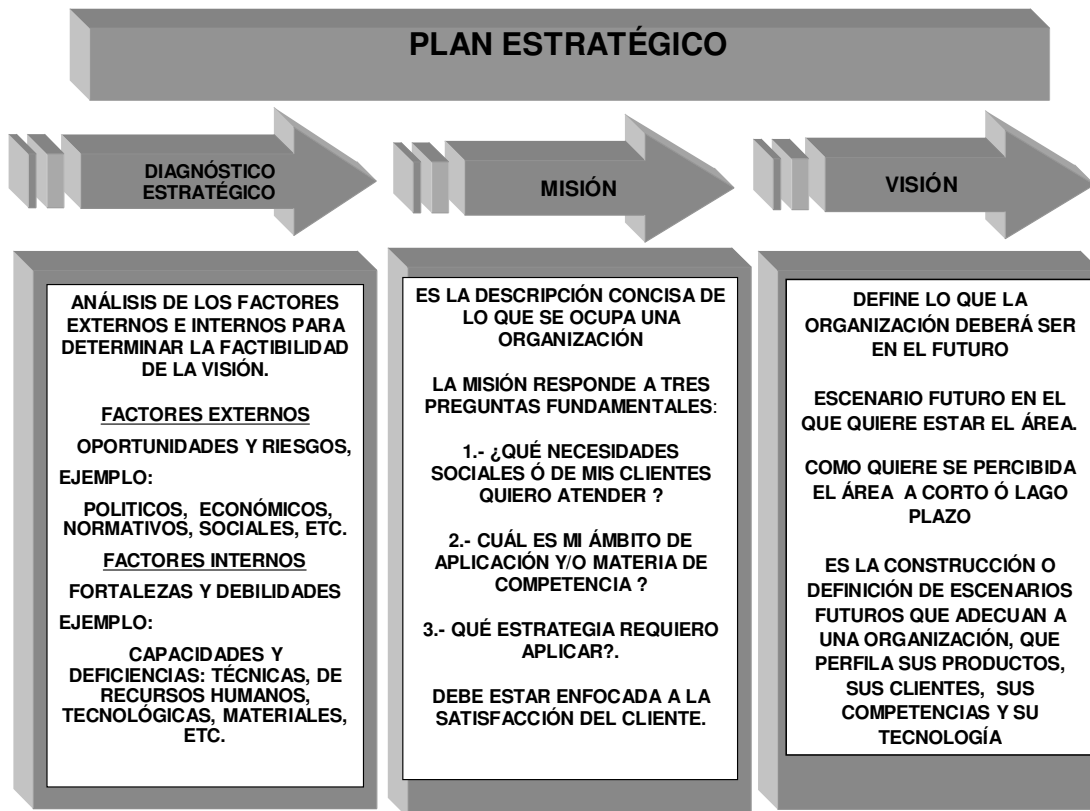 PLAN ESTRATÉGICO
DIAGNÓSTICO
ESTRATÉGICO
MISIÓN
VISIÓN
ANÁLISIS DE LOS FACTORES
EXTERNOS E INTERNOS PARA
DETERMINAR LA FACTIBILIDAD
DE LA VISIÓN.
FACTORES EXTERNOS
OPORTUNIDADES Y RIESGOS,
EJEMPLO:
POLITICOS, ECONÓMICOS,
NORMATIVOS, SOCIALES, ETC.
FACTORES INTERNOS
FORTALEZAS Y DEBILIDADES
EJEMPLO:
CAPACIDADES Y
DEFICIENCIAS: TÉCNICAS, DE
RECURSOS HUMANOS,
TECNOLÓGICAS, MATERIALES,
ETC.
ES LA DESCRIPCIÓN CONCISA DE
LO QUE SE OCUPA UNA
ORGANIZACIÓN
LA MISIÓN RESPONDE A TRES
PREGUNTAS FUNDAMENTALES:
1.- ¿QUÉ NECESIDADES
SOCIALES Ó DE MIS CLIENTES
QUIERO ATENDER ?
2.- CUÁL ES MI ÁMBITO DE
APLICACIÓN Y/O MATERIA DE
COMPETENCIA ?
3.- QUÉ ESTRATEGIA REQUIERO
APLICAR?.
DEBE ESTAR ENFOCADA A LA
SATISFACCIÓN DEL CLIENTE.
DEFINE LO QUE LA
ORGANIZACIÓN DEBERÁ SER
EN EL FUTURO
ESCENARIO FUTURO EN EL
QUE QUIERE ESTAR EL ÁREA.
COMO QUIERE SE PERCIBIDA
EL ÁREA A CORTO Ó LAGO
PLAZO
ES LA CONSTRUCCIÓN O
DEFINICIÓN DE ESCENARIOS
FUTUROS QUE ADECUAN A
UNA ORGANIZACIÓN, QUE
PERFILA SUS PRODUCTOS,
SUS CLIENTES, SUS
COMPETENCIAS Y SU
TECNOLOGÍA